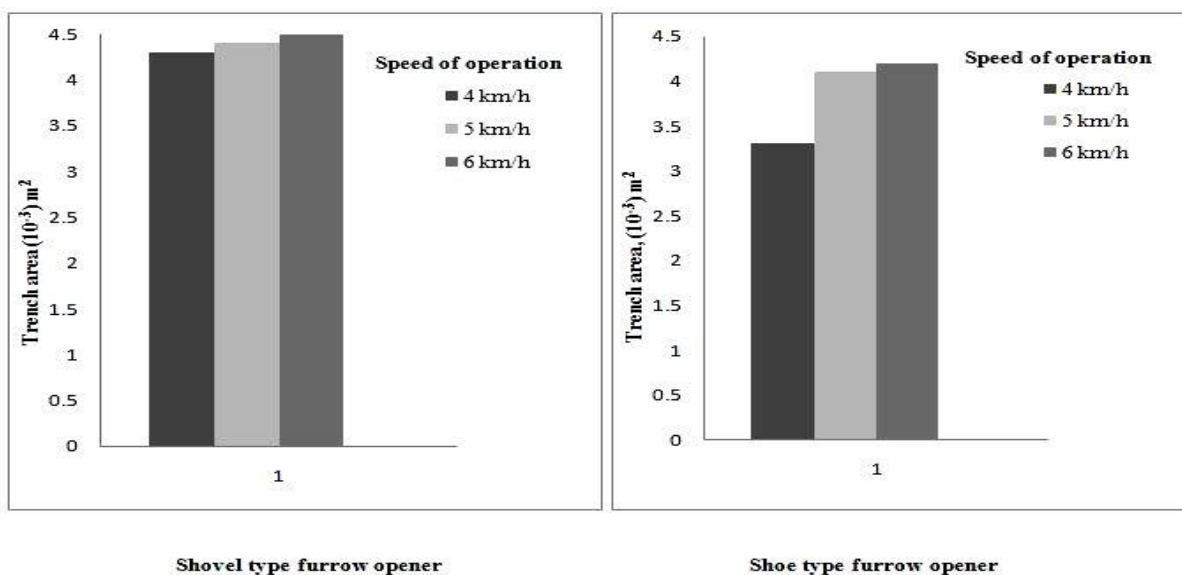 4.5
4
3.5
3
2.5
2
1.5
1
0.5
0
Trench area (10⁻³) m²
1
Speed of operation
4 km/h
5 km/h
6 km/h
Shovel type furrow opener
4.5
4
3.5
3
2.5
2
1.5
1
0.5
0
Trench area, (10⁻³) m²
1
Speed of operation
4 km/h
5 km/h
6 km/h
Shoe type furrow opener